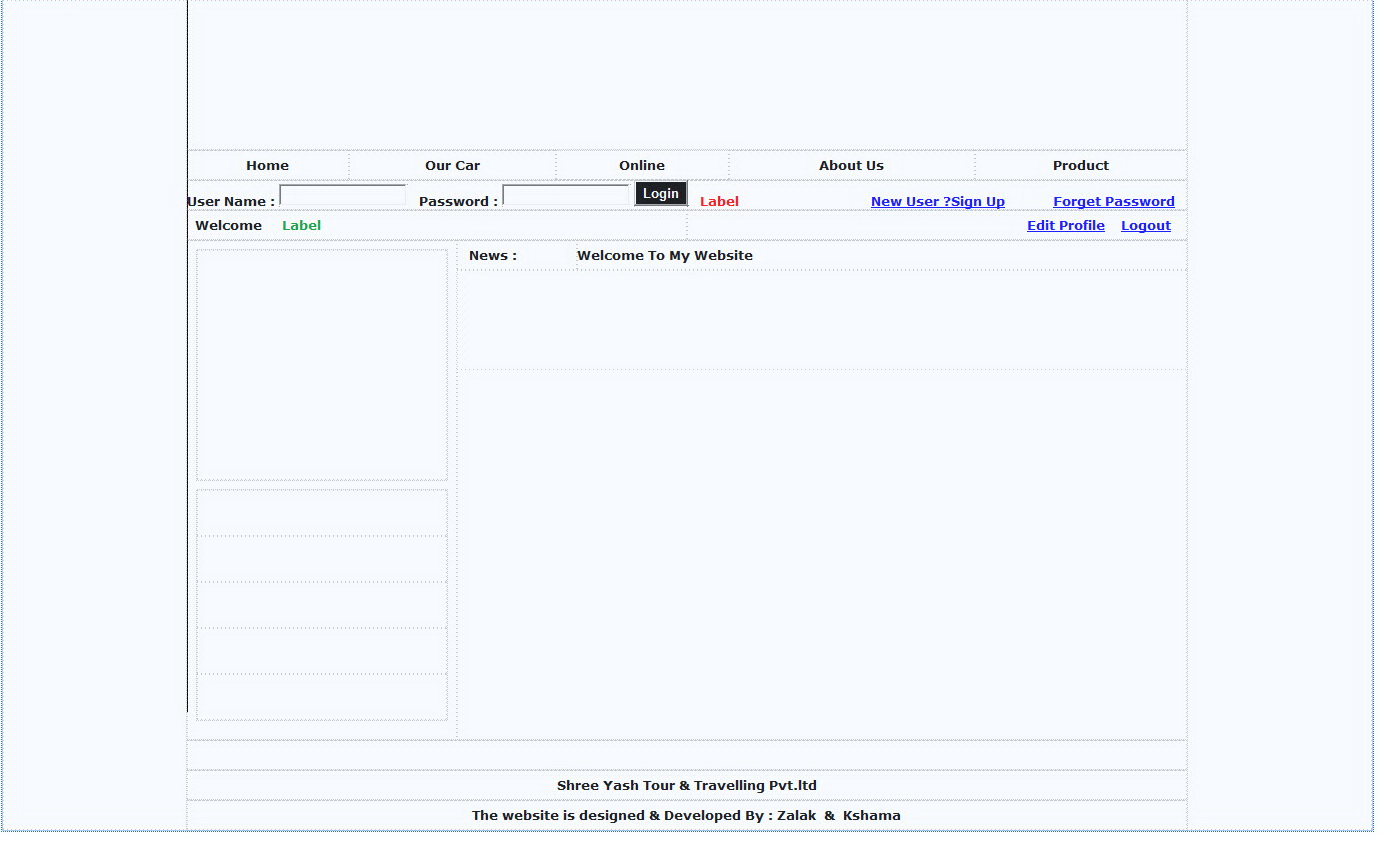 Home Our Car Online About Us Product
User Name : Password : Login Label New User ?Sign Up Forget Password
Welcome Label Edit Profile Logout
News : Welcome To My Website
Shree Yash Tour & Travelling Pvt.ltd
The website is designed & Developed By : Zalak & Kshama